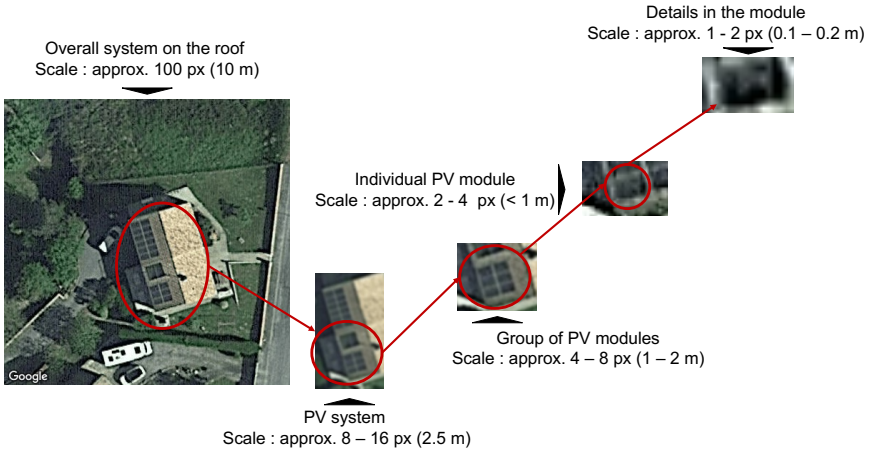 Details in the module
Scale : approx. 1 - 2 px (0.1 – 0.2 m)
Overall system on the roof
Scale : approx. 100 px (10 m)
Individual PV module
Scale : approx. 2 - 4 px (< 1 m)
Group of PV modules
Scale : approx. 4 – 8 px (1 – 2 m)
Google
PV system
Scale : approx. 8 – 16 px (2.5 m)